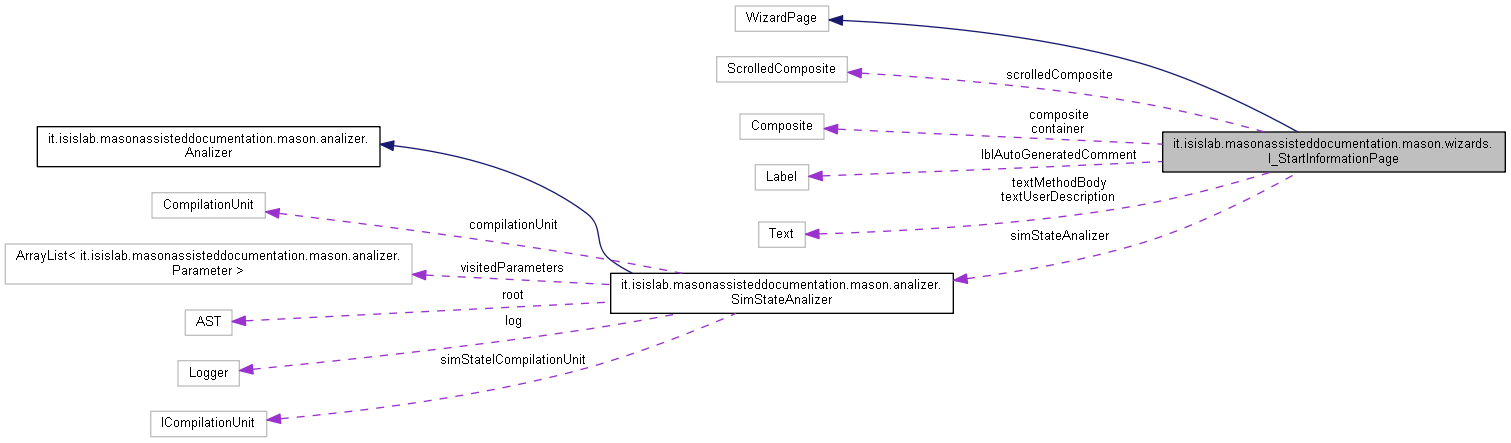 WizardPage
ScrolledComposite
scrolledComposite
Composite
composite
container
it.isislab.masonassisteddocumentation.mason.wizards.
I_StartInformationPage
it.isislab.masonassisteddocumentation.mason.analizer.
Analizer
Label
lblAutoGeneratedComment
CompilationUnit
Text
textMethodBody
textUserDescription
compilationUnit
simStateAnalizer
ArrayList< it.isislab.masonassisteddocumentation.mason.analizer.
Parameter >
visitedParameters
it.isislab.masonassisteddocumentation.mason.analizer.
SimStateAnalizer
AST
root
log
Logger
simStateICompilationUnit
ICompilationUnit